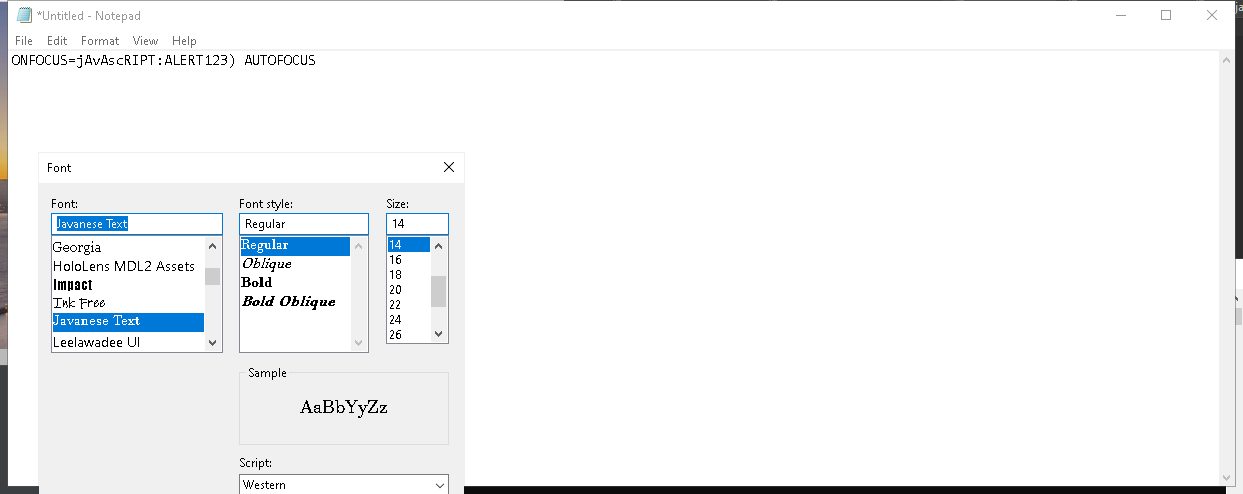 *Untitled - Notepad
File Edit Format View Help
ONFOCUS=jAvAscRIPT:ALERT123) AUTOFOCUS
Font
Font: Font style: Size:
Javanese Text Regular 14
Georgia Regular 14
HoloLens MDL2 Assets Oblique 16
Impact Bold 18
Ink Free Bold Oblique 20
Javanese Text 22
Leelawadee UI 24
26
Sample
AaBbYyZz
Script:
Western